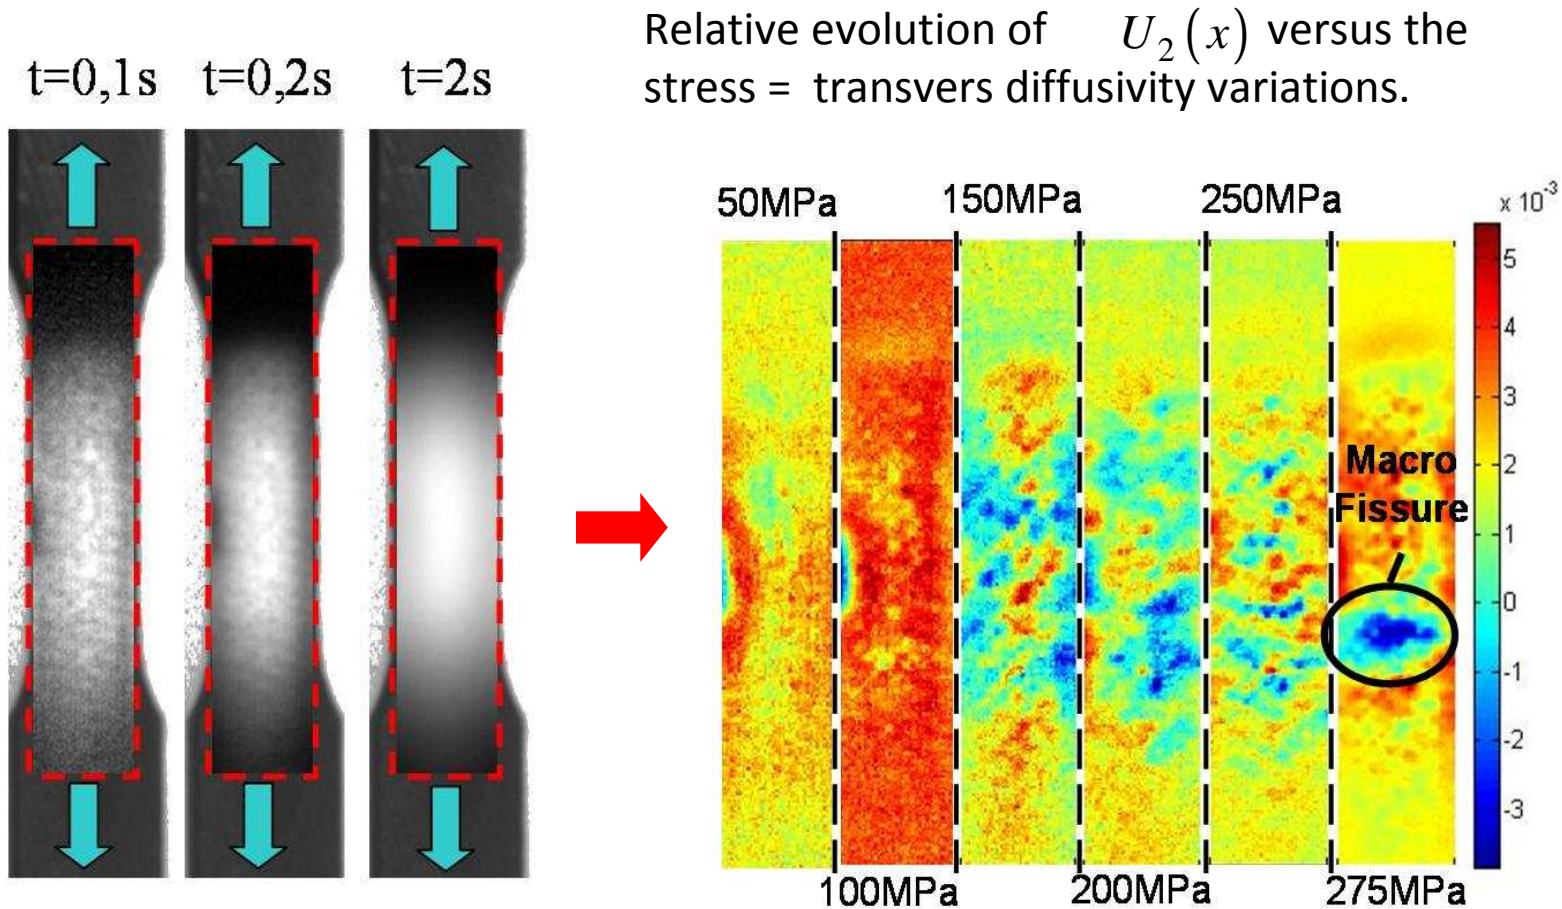 Relative evolution of U₂(x) versus the
stress = transvers diffusivity variations.
t=0,1s t=0,2s t=2s
50MPa 150MPa 250MPa
x 10⁻³
5
4
3
2
1
0
-1
-2
-3
Macro
Fissure
100MPa 200MPa 275MPa